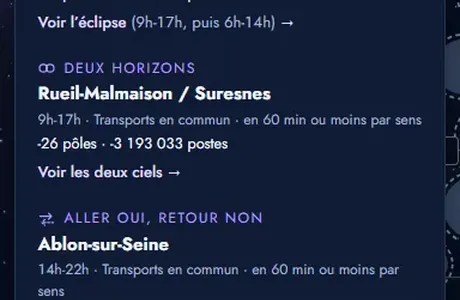 Voir l'éclipse (9h-17h, puis 6h-14h) →
DEUX HORIZONS
Rueil-Malmaison / Suresnes
9h-17h · Transports en commun · en 60 min ou moins par sens
-26 pôles · -3 193 033 postes
Voir les deux ciels →
ALLER OUI, RETOUR NON
Ablon-sur-Seine
14h-22h · Transports en commun · en 60 min ou moins par
sens